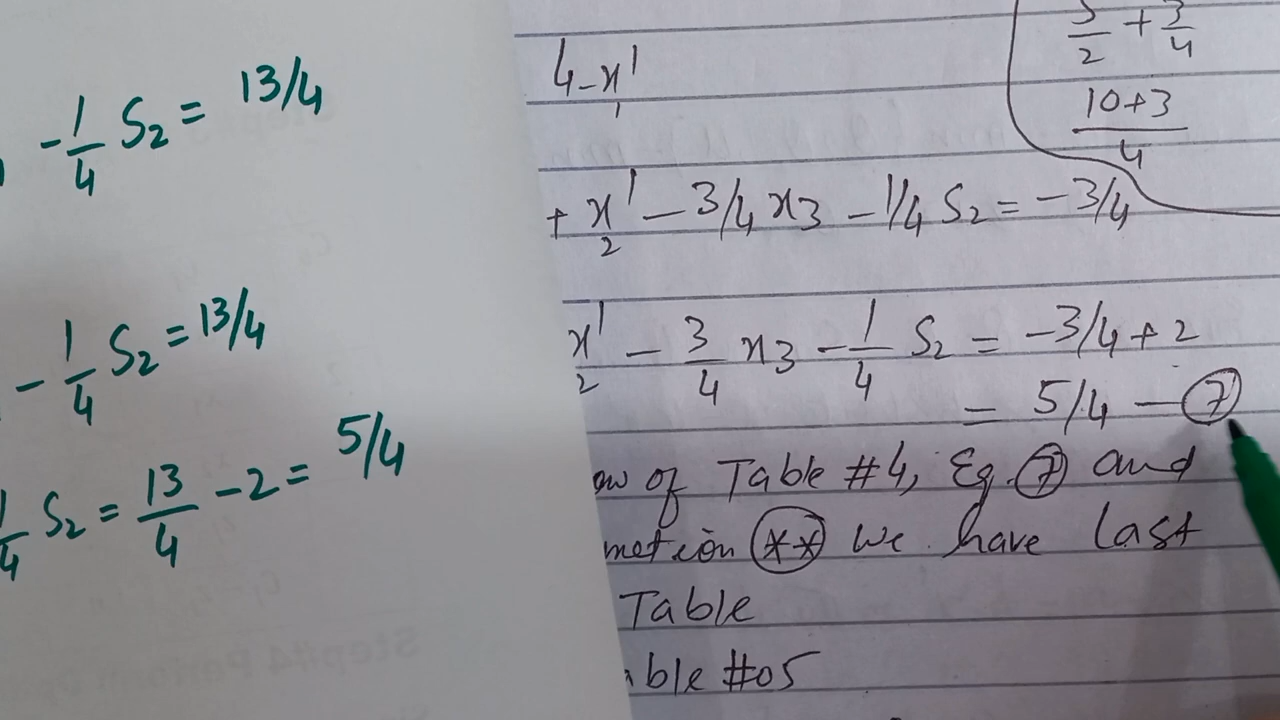 -1/4 S₂ = 13/4
- 1/4 S₂ = 13/4
1/4 S₂ = 13/4 - 2 = 5/4
5/2 + 3/4
10+3/4
4-x₁'
+ x₂' - 3/4 x3 - 1/4 S₂ = -3/4
x₂' - 3/4 x3 - 1/4 S₂ = -3/4 + 2
= 5/4 — ⑦
ow of Table #4, Eq. ⑦ and
(**) we have last
Table
able #05